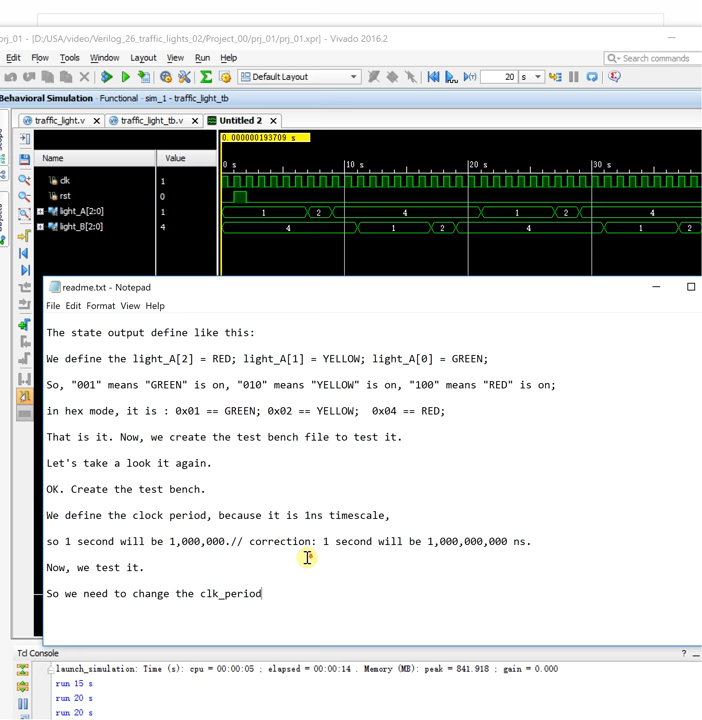 prj_01 - [D:/USA/video/Verilog_26_traffic_lights_02/Project_00/prj_01/prj_01.xpr] - Vivado 2016.2
File Flow Tools Window Layout View Run Help
Search commands
Default Layout
20 s
Behavioral Simulation - Functional - sim_1 - traffic_light_tb
traffic_light.v traffic_light_tb.v Untitled 2
0.000000193709 s
Name Value
0 s 10 s 20 s 30 s
clk 1
rst 0
light_A[2:0] 1 1 2 4 1 2 4
light_B[2:0] 4 4 1 2 4 1 2
Objects
readme.txt - Notepad
File Edit Format View Help
The state output define like this:
We define the light_A[2] = RED; light_A[1] = YELLOW; light_A[0] = GREEN;
So, "001" means "GREEN" is on, "010" means "YELLOW" is on, "100" means "RED" is on;
in hex mode, it is : 0x01 == GREEN; 0x02 == YELLOW; 0x04 == RED;
That is it. Now, we create the test bench file to test it.
Let's take a look it again.
OK. Create the test bench.
We define the clock period, because it is 1ns timescale,
so 1 second will be 1,000,000.// correction: 1 second will be 1,000,000,000 ns.
Now, we test it.
So we need to change the clk_period
Tcl Console
launch_simulation: Time (s): cpu = 00:00:05 ; elapsed = 00:00:14 . Memory (MB): peak = 841.918 ; gain = 0.000
run 15 s
run 20 s
run 20 s